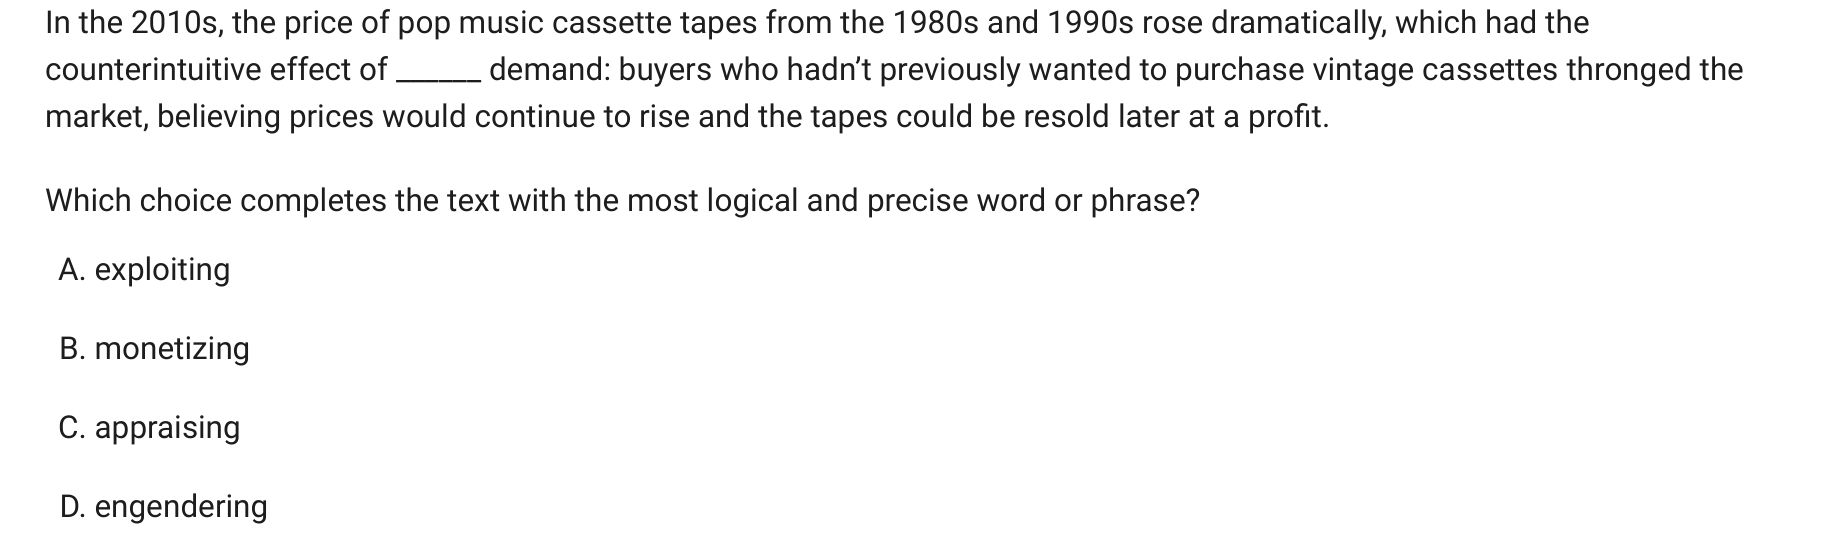 In the 2010s, the price of pop music cassette tapes from the 1980s and 1990s rose dramatically, which had the
counterintuitive effect of ______ demand: buyers who hadn’t previously wanted to purchase vintage cassettes thronged the
market, believing prices would continue to rise and the tapes could be resold later at a profit.
Which choice completes the text with the most logical and precise word or phrase?
A. exploiting
B. monetizing
C. appraising
D. engendering